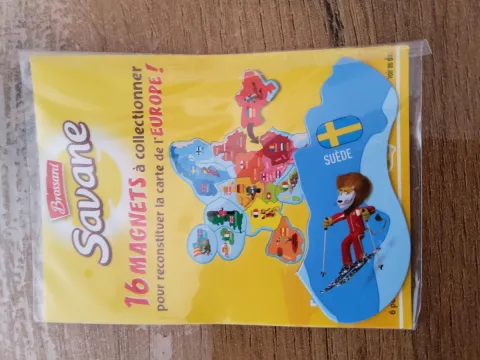 Brossard
Savane
16 MAGNETS à collectionner
pour reconstituer la carte de l'EUROPE !
SUÈDE